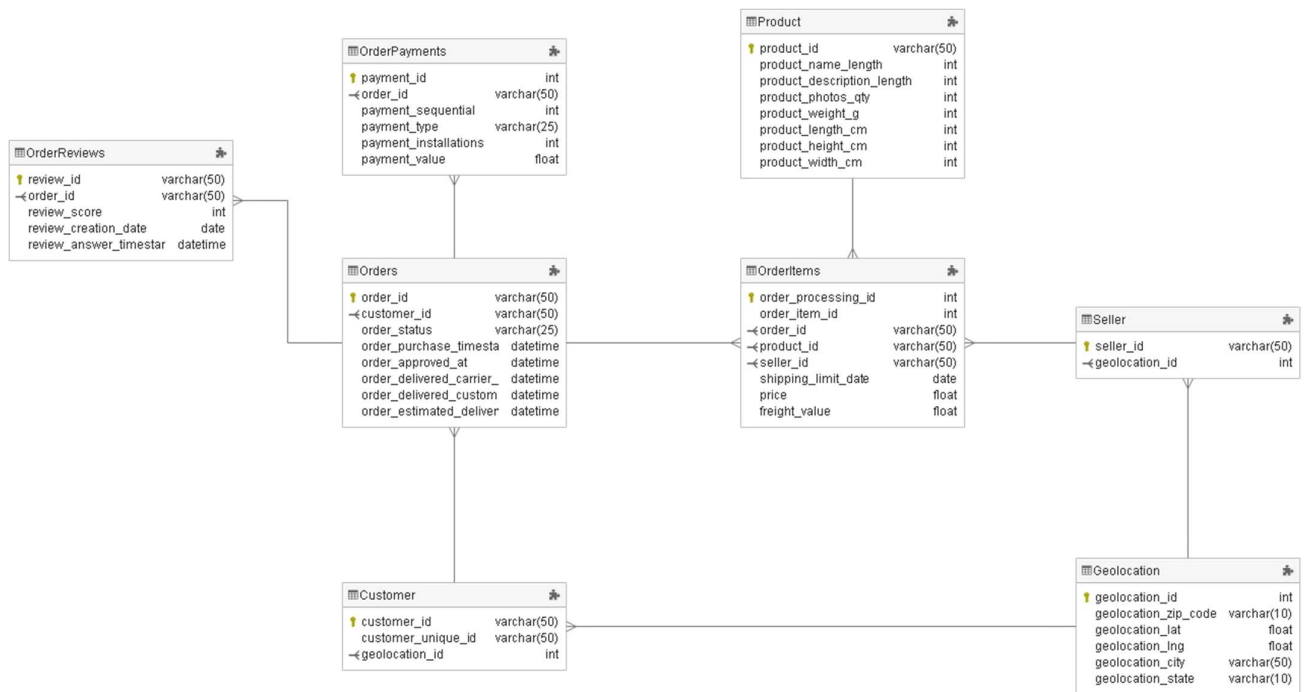 Product
product_id varchar(50)
product_name_length int
product_description_length int
product_photos_qty int
product_weight_g int
product_length_cm int
product_height_cm int
product_width_cm int
OrderPayments
payment_id int
order_id varchar(50)
payment_sequential int
payment_type varchar(25)
payment_installations int
payment_value float
OrderReviews
review_id varchar(50)
order_id varchar(50)
review_score int
review_creation_date date
review_answer_timestar datetime
Orders
order_id varchar(50)
customer_id varchar(50)
order_status varchar(25)
order_purchase_timesta datetime
order_approved_at datetime
order_delivered_carrier_ datetime
order_delivered_custom datetime
order_estimated_deliver datetime
OrderItems
order_processing_id int
order_item_id int
order_id varchar(50)
product_id varchar(50)
seller_id varchar(50)
shipping_limit_date date
price float
freight_value float
Seller
seller_id varchar(50)
geolocation_id int
Customer
customer_id varchar(50)
customer_unique_id varchar(50)
geolocation_id int
Geolocation
geolocation_id int
geolocation_zip_code varchar(10)
geolocation_lat float
geolocation_lng float
geolocation_city varchar(50)
geolocation_state varchar(10)